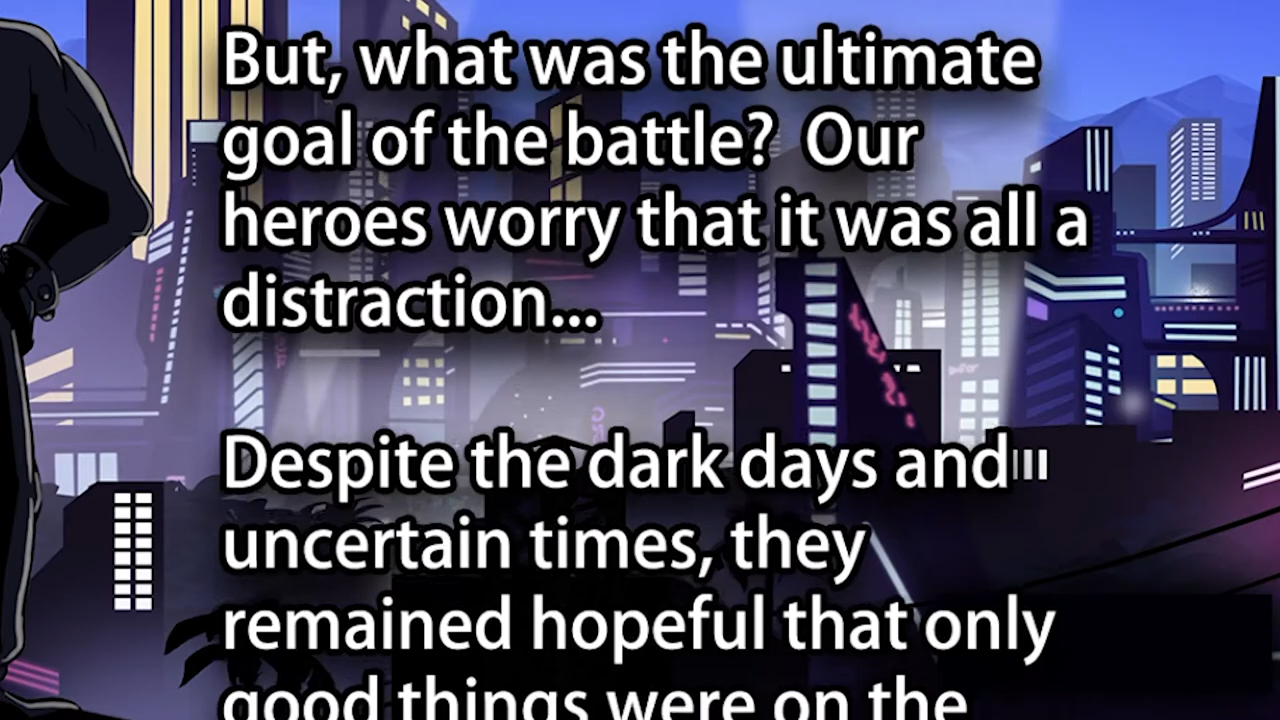 But, what was the ultimate
goal of the battle?  Our
heroes worry that it was all a
distraction...
Despite the dark days and
uncertain times, they
remained hopeful that only
good things were on the